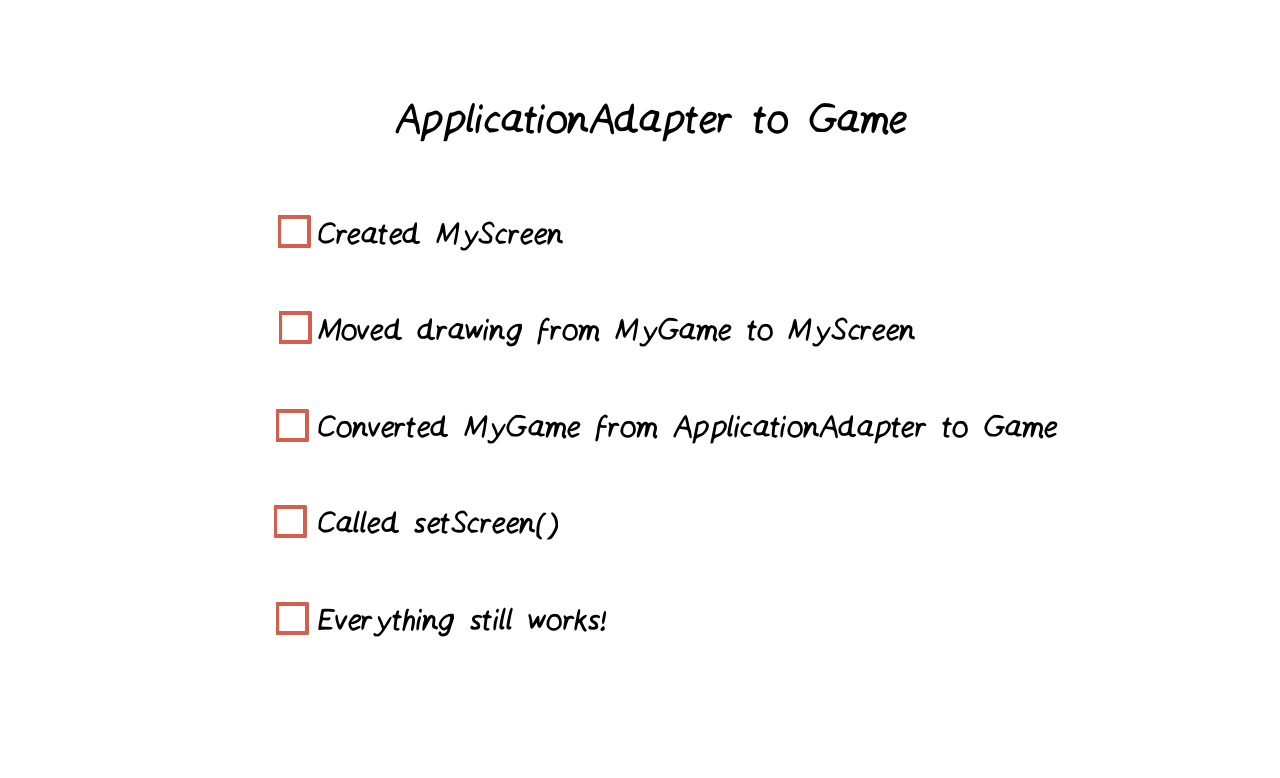 ApplicationAdapter to Game
Created MyScreen
Moved drawing from MyGame to MyScreen
Converted MyGame from ApplicationAdapter to Game
Called setScreen()
Everything still works!